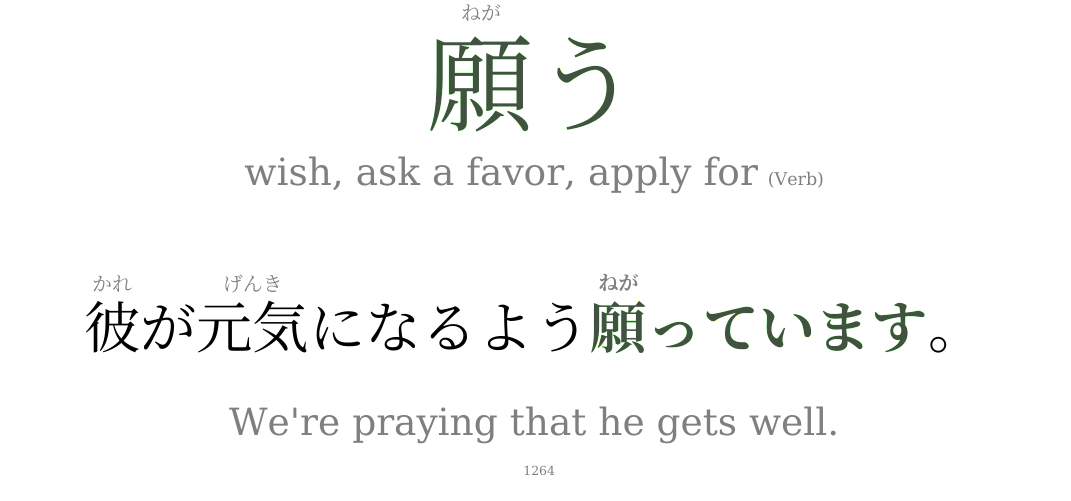 ねが
願う
wish, ask a favor, apply for (Verb)
かれ げんき ねが
彼が元気になるよう願っています。
We're praying that he gets well.
1264